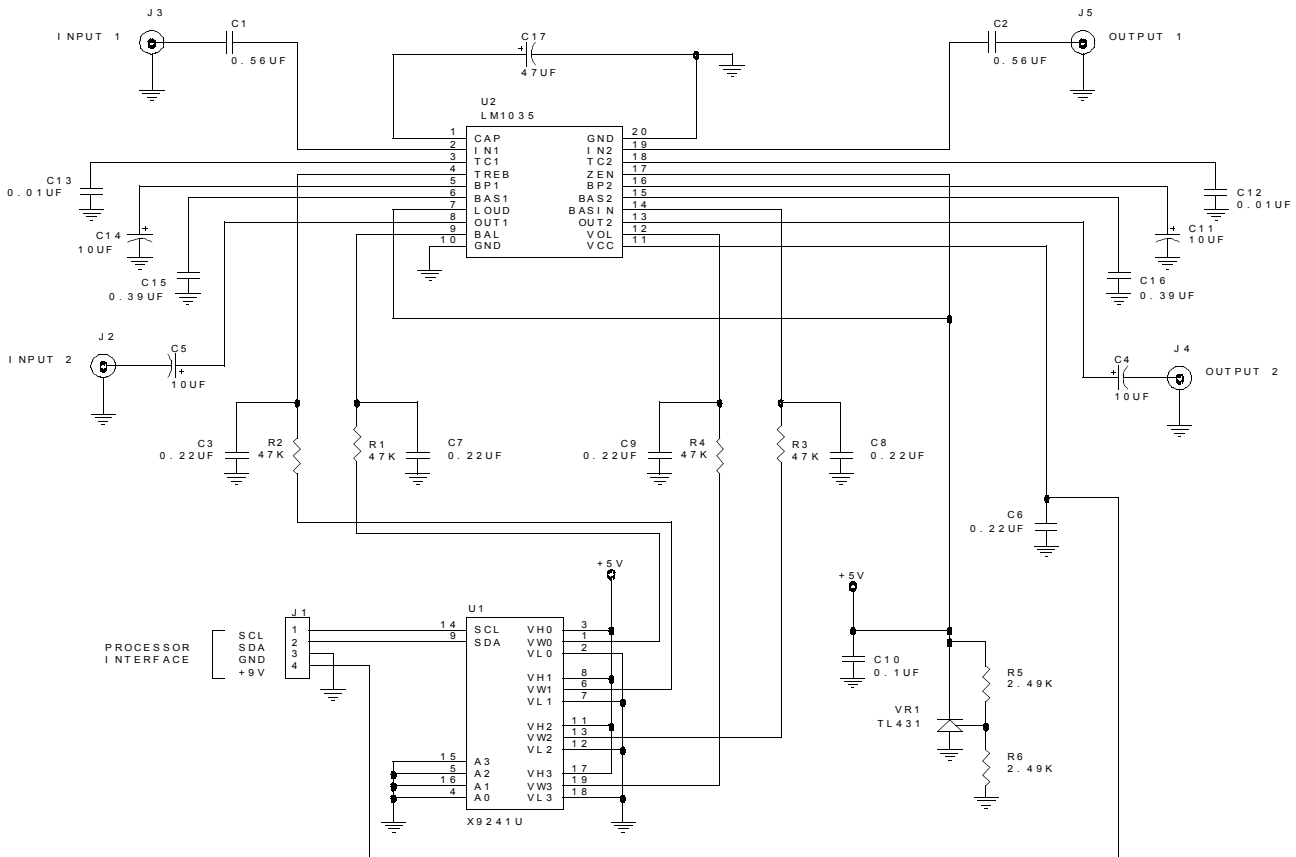 J3
INPUT 1
C1
0.56UF
C17
47UF
+
C2
0.56UF
J5
OUTPUT 1
U2
LM1035
1 CAP GND 20
2 IN1 IN2 19
3 TC1 TC2 18
4 TREB ZEN 17
5 BP1 BP2 16
6 BAS1 BAS2 15
7 LOUD BASIN 14
8 OUT1 OUT2 13
9 BAL VOL 12
10 GND VCC 11
C13
0.01UF
C14
10UF
+
C15
0.39UF
C12
0.01UF
C11
10UF
+
C16
0.39UF
J2
INPUT 2
C5
10UF
+
J4
OUTPUT 2
C4
10UF
+
C3
0.22UF
R2
47K
R1
47K
C7
0.22UF
C9
0.22UF
R4
47K
R3
47K
C8
0.22UF
C6
0.22UF
+5V
+5V
J1
PROCESSOR
INTERFACE
SCL 1
SDA 2
GND 3
+9V 4
U1
14 SCL VH0 3
9 SDA VW0 1
VL0 2
VH1 8
VW1 6
VL1 7
VH2 11
VW2 13
VL2 12
15 A3
5 A2 VH3 17
16 A1 VW3 19
4 A0 VL3 18
X9241U
C10
0.1UF
R5
2.49K
VR1
TL431
R6
2.49K